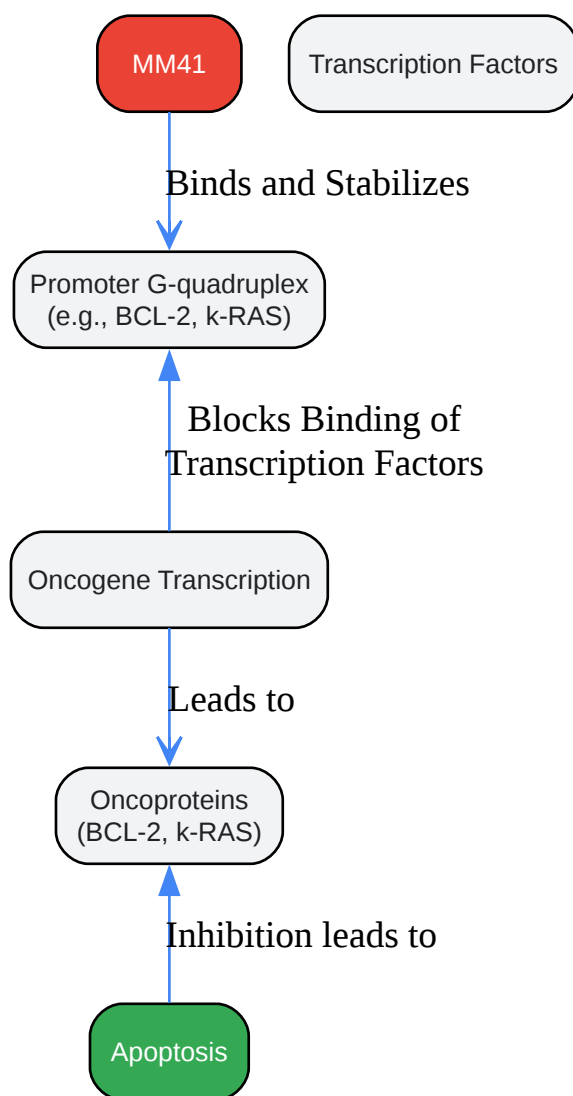 MM41
Transcription Factors
Binds and Stabilizes
Promoter G-quadruplex
(e.g., BCL-2, k-RAS)
Blocks Binding of
Transcription Factors
Oncogene Transcription
Leads to
Oncoproteins
(BCL-2, k-RAS)
Inhibition leads to
Apoptosis